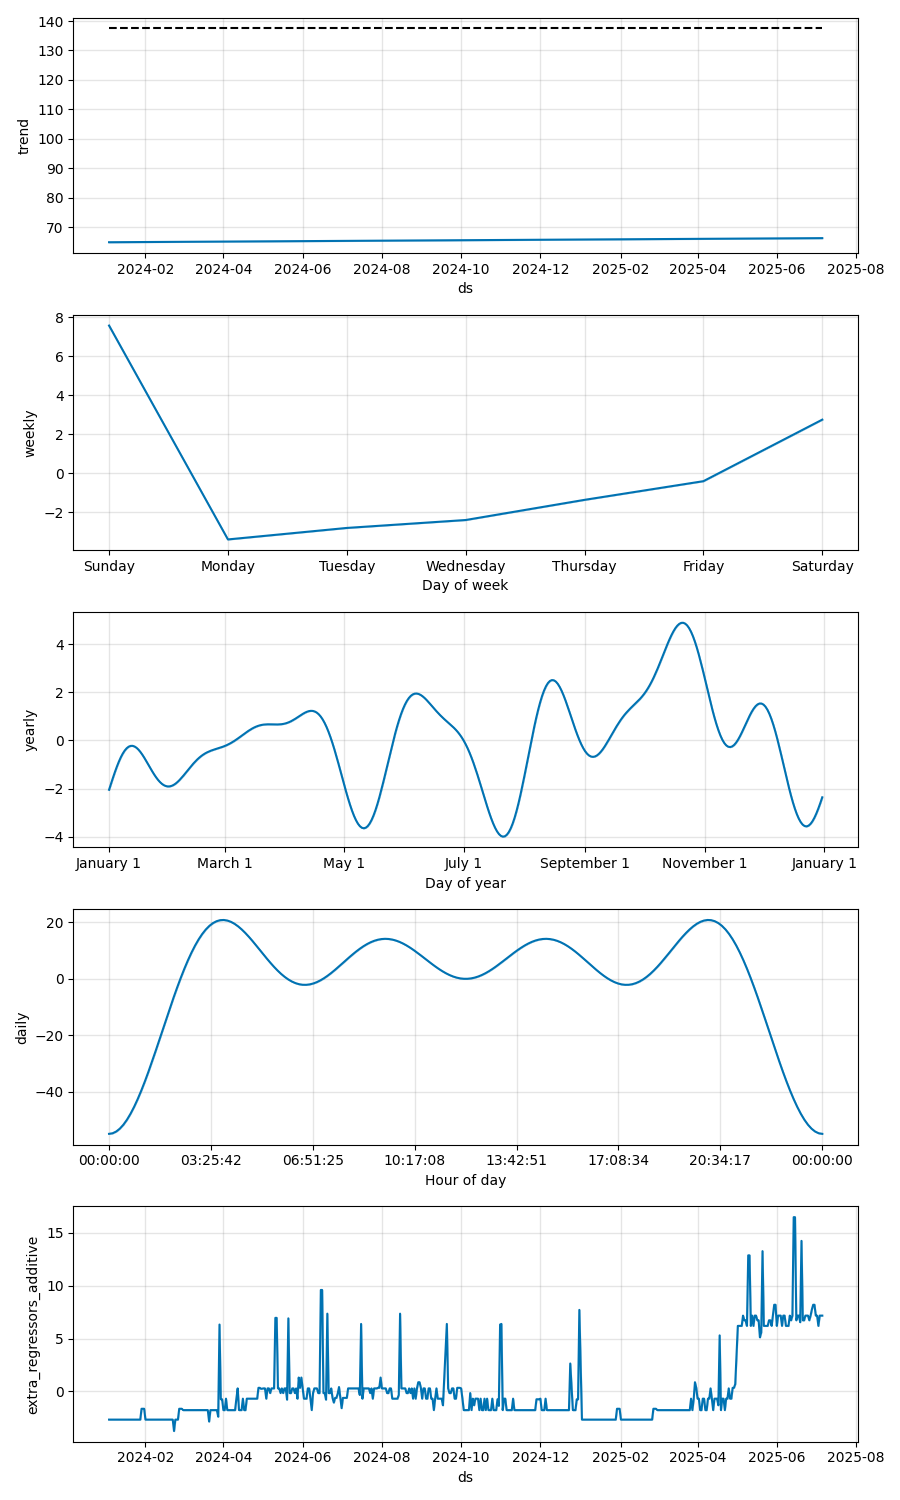 140
130
120
110
100
90
80
70
trend
2024-02 2024-04 2024-06 2024-08 2024-10 2024-12 2025-02 2025-04 2025-06 2025-08
ds
8
6
4
2
0
−2
weekly
Sunday Monday Tuesday Wednesday Thursday Friday Saturday
Day of week
4
2
0
−2
−4
yearly
January 1 March 1 May 1 July 1 September 1 November 1 January 1
Day of year
20
0
−20
−40
daily
00:00:00 03:25:42 06:51:25 10:17:08 13:42:51 17:08:34 20:34:17 00:00:00
Hour of day
15
10
5
0
extra_regressors_additive
2024-02 2024-04 2024-06 2024-08 2024-10 2024-12 2025-02 2025-04 2025-06 2025-08
ds